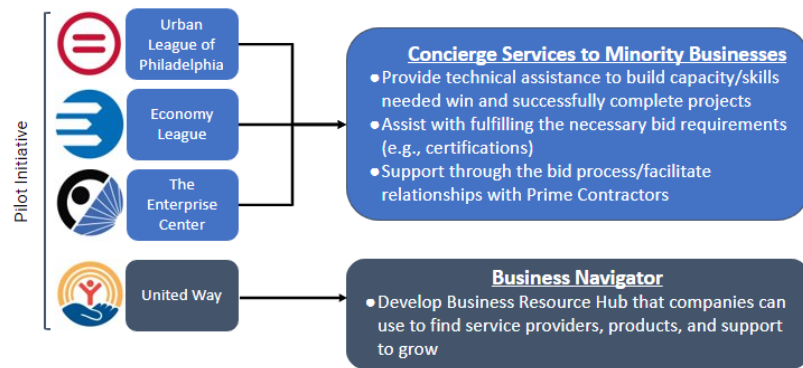 Pilot Initiative
Urban
League of
Philadelphia
Economy
League
The
Enterprise
Center
United Way
Concierge Services to Minority Businesses
●Provide technical assistance to build capacity/skills
needed win and successfully complete projects
●Assist with fulfilling the necessary bid requirements
(e.g., certifications)
●Support through the bid process/facilitate
relationships with Prime Contractors
Business Navigator
●Develop Business Resource Hub that companies can
use to find service providers, products, and support
to grow